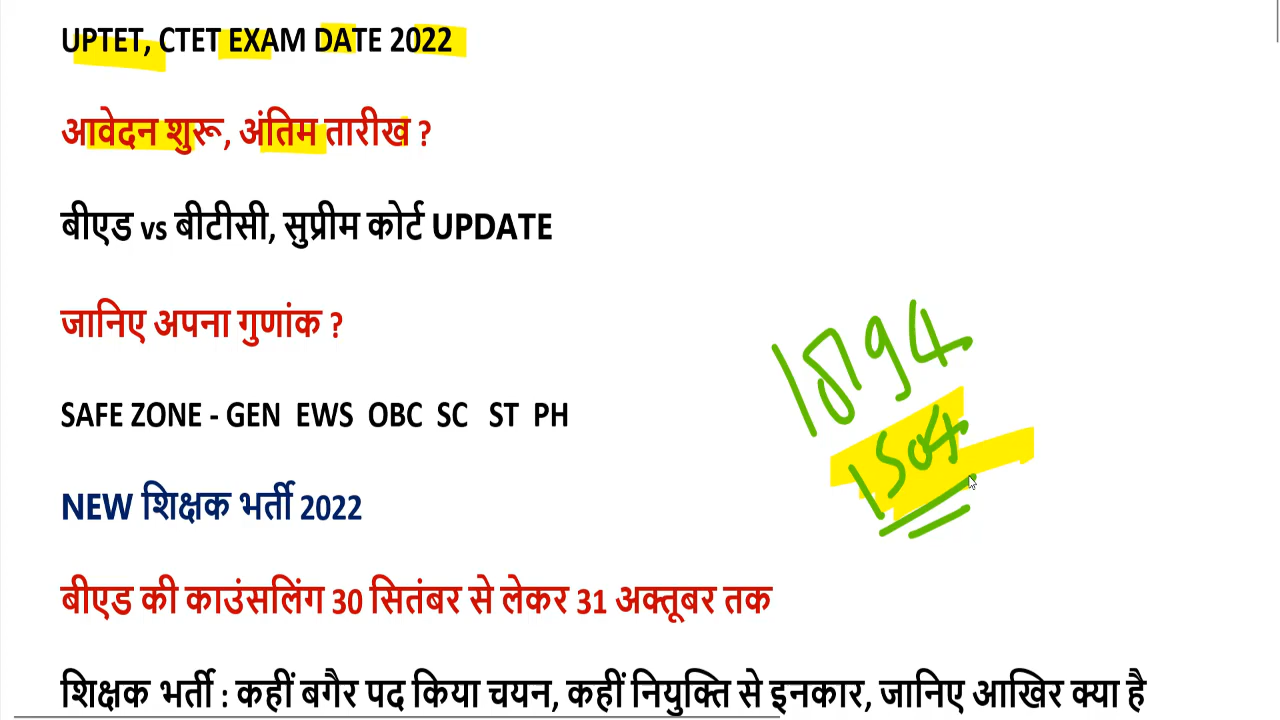 UPTET, CTET EXAM DATE 2022
आवेदन शुरू, अंतिम तारीख ?
बीएड vs बीटीसी, सुप्रीम कोर्ट UPDATE
जानिए अपना गुणांक ?
1894
SAFE ZONE - GEN EWS OBC SC ST PH
1504
NEW शिक्षक भर्ती 2022
बीएड की काउंसलिंग 30 सितंबर से लेकर 31 अक्तूबर तक
शिक्षक भर्ती : कहीं बगैर पद किया चयन, कहीं नियुक्ति से इनकार, जानिए आखिर क्या है